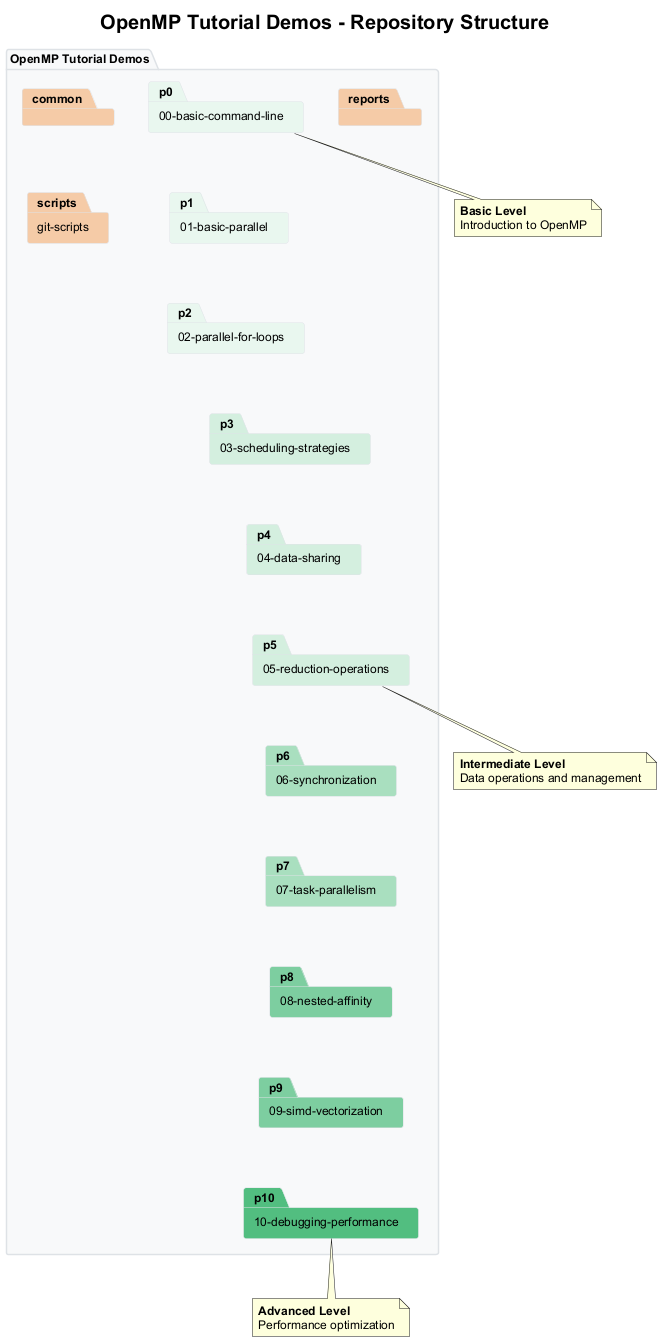 OpenMP Tutorial Demos - Repository Structure
OpenMP Tutorial Demos
common
p0
00-basic-command-line
reports
Basic Level
Introduction to OpenMP
scripts
git-scripts
p1
01-basic-parallel
p2
02-parallel-for-loops
p3
03-scheduling-strategies
p4
04-data-sharing
p5
05-reduction-operations
Intermediate Level
Data operations and management
p6
06-synchronization
p7
07-task-parallelism
p8
08-nested-affinity
p9
09-simd-vectorization
p10
10-debugging-performance
Advanced Level
Performance optimization